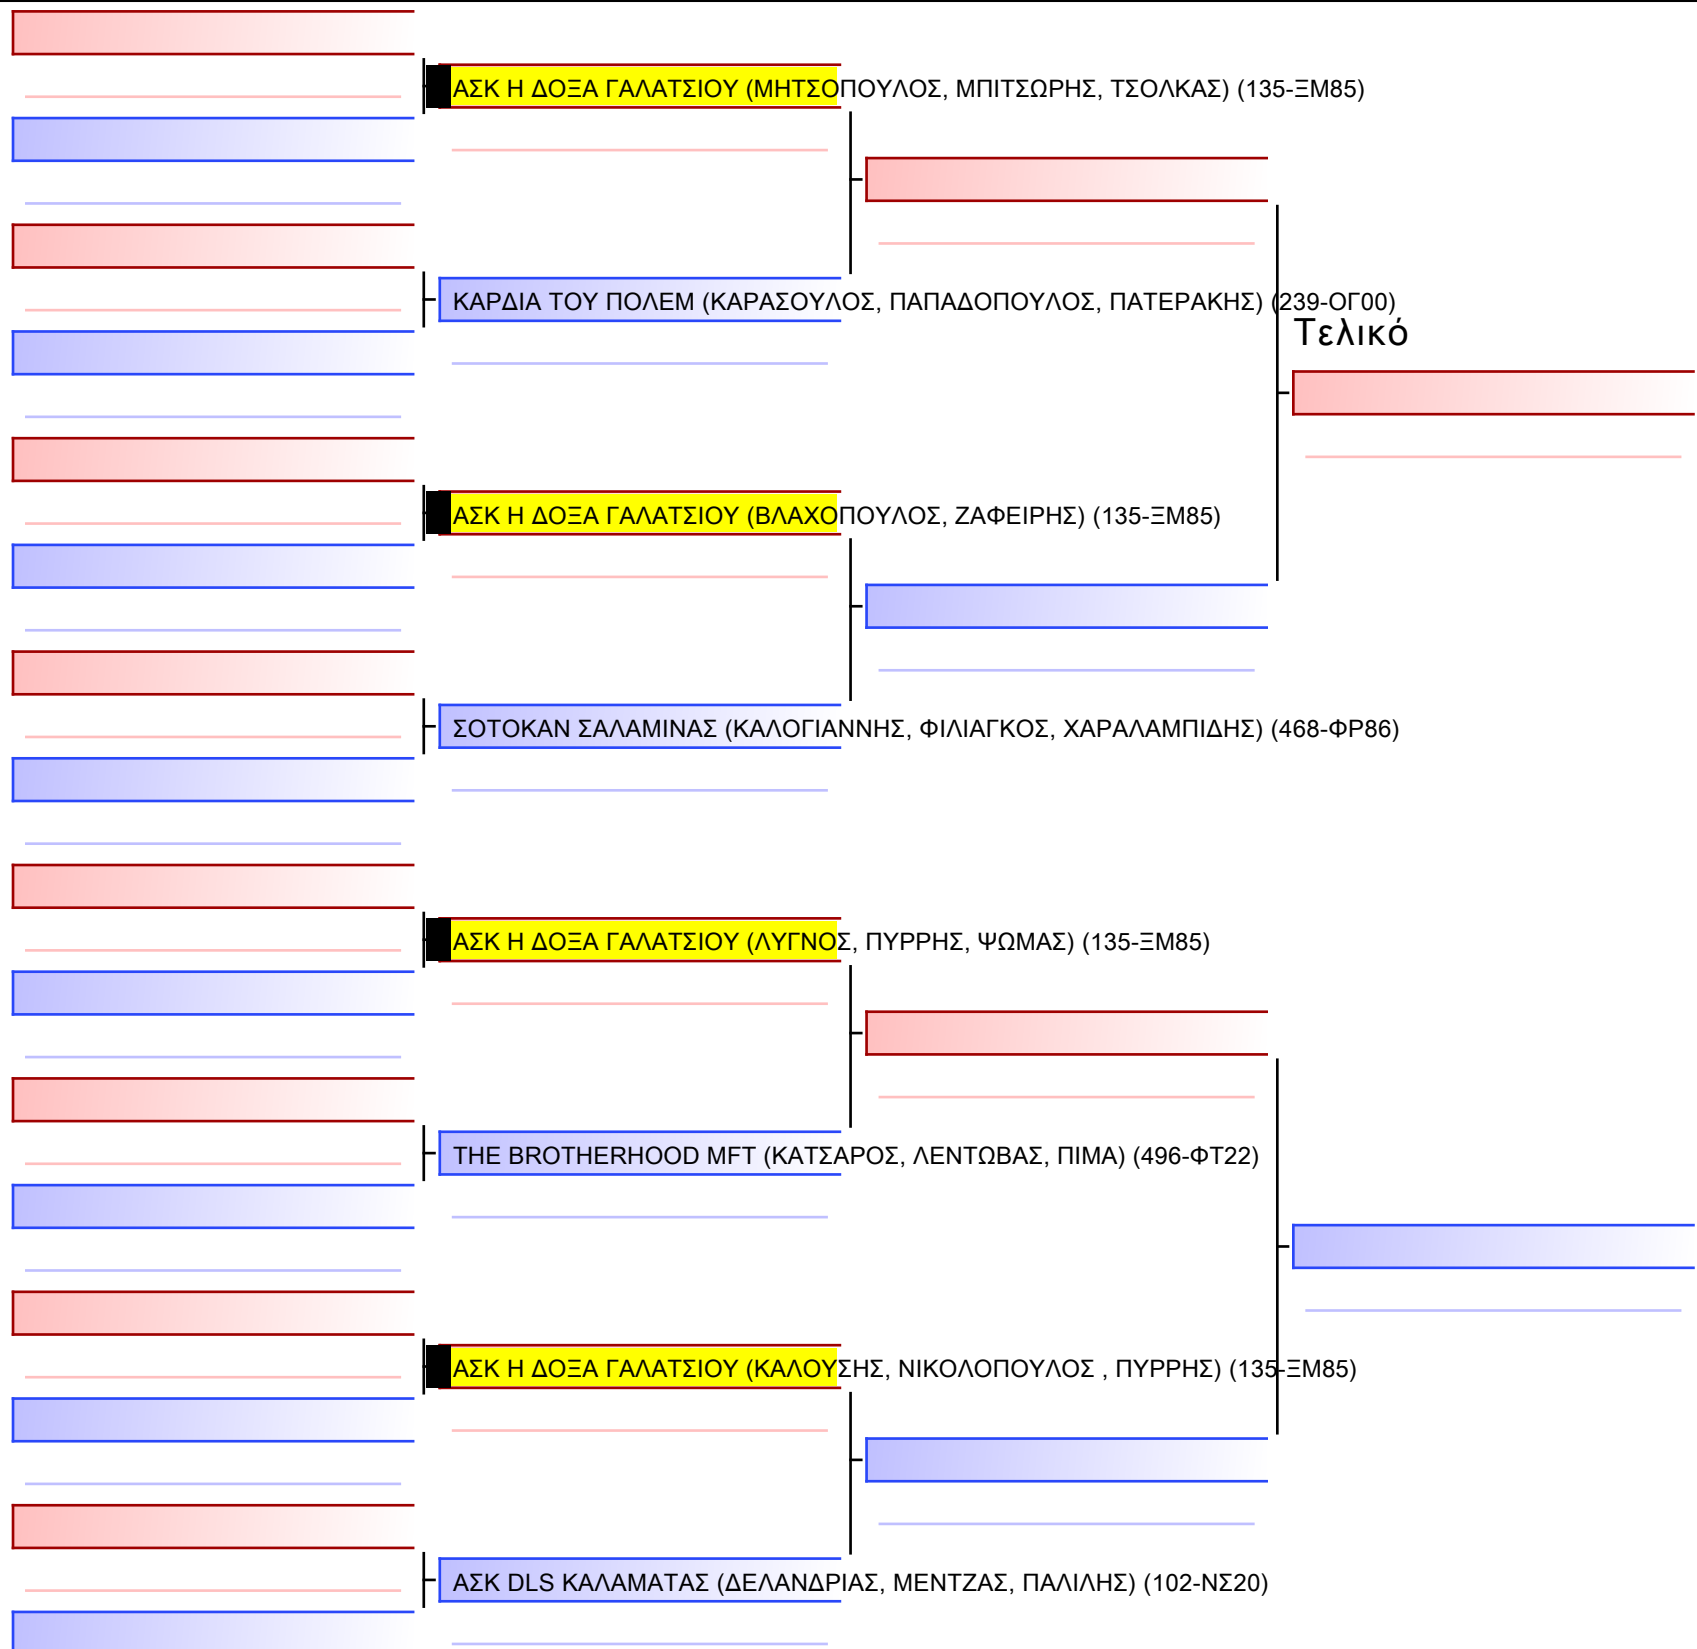 ΑΣΚ Η ΔΟΞΑ ΓΑΛΑΤΣΙΟΥ (ΜΗΤΣΟΠΟΥΛΟΣ, ΜΠΙΤΣΩΡΗΣ, ΤΣΟΛΚΑΣ) (135-ΞΜ85)
ΚΑΡΔΙΑ ΤΟΥ ΠΟΛΕΜ (ΚΑΡΑΣΟΥΛΟΣ, ΠΑΠΑΔΟΠΟΥΛΟΣ, ΠΑΤΕΡΑΚΗΣ) (239-ΟΓ00)
Τελικό
ΑΣΚ Η ΔΟΞΑ ΓΑΛΑΤΣΙΟΥ (ΒΛΑΧΟΠΟΥΛΟΣ, ΖΑΦΕΙΡΗΣ) (135-ΞΜ85)
ΣΟΤΟΚΑΝ ΣΑΛΑΜΙΝΑΣ (ΚΑΛΟΓΙΑΝΝΗΣ, ΦΙΛΙΑΓΚΟΣ, ΧΑΡΑΛΑΜΠΙΔΗΣ) (468-ΦΡ86)
ΑΣΚ Η ΔΟΞΑ ΓΑΛΑΤΣΙΟΥ (ΛΥΓΝΟΣ, ΠΥΡΡΗΣ, ΨΩΜΑΣ) (135-ΞΜ85)
THE BROTHERHOOD MFT (ΚΑΤΣΑΡΟΣ, ΛΕΝΤΩΒΑΣ, ΠΙΜΑ) (496-ΦΤ22)
ΑΣΚ Η ΔΟΞΑ ΓΑΛΑΤΣΙΟΥ (ΚΑΛΟΥΣΗΣ, ΝΙΚΟΛΟΠΟΥΛΟΣ , ΠΥΡΡΗΣ) (135-ΞΜ85)
ΑΣΚ DLS ΚΑΛΑΜΑΤΑΣ (ΔΕΛΑΝΔΡΙΑΣ, ΜΕΝΤΖΑΣ, ΠΑΛΙΛΗΣ) (102-ΝΣ20)